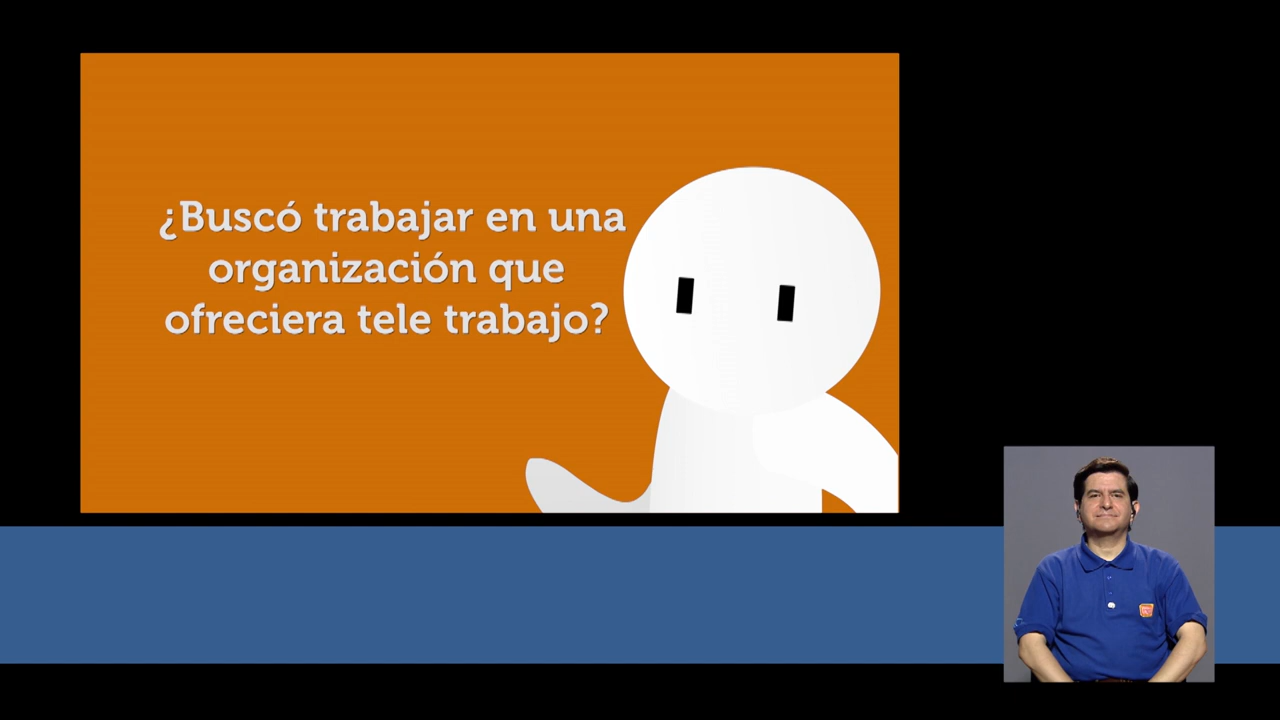 ¿Buscó trabajar en una
organización que
ofreciera tele trabajo?